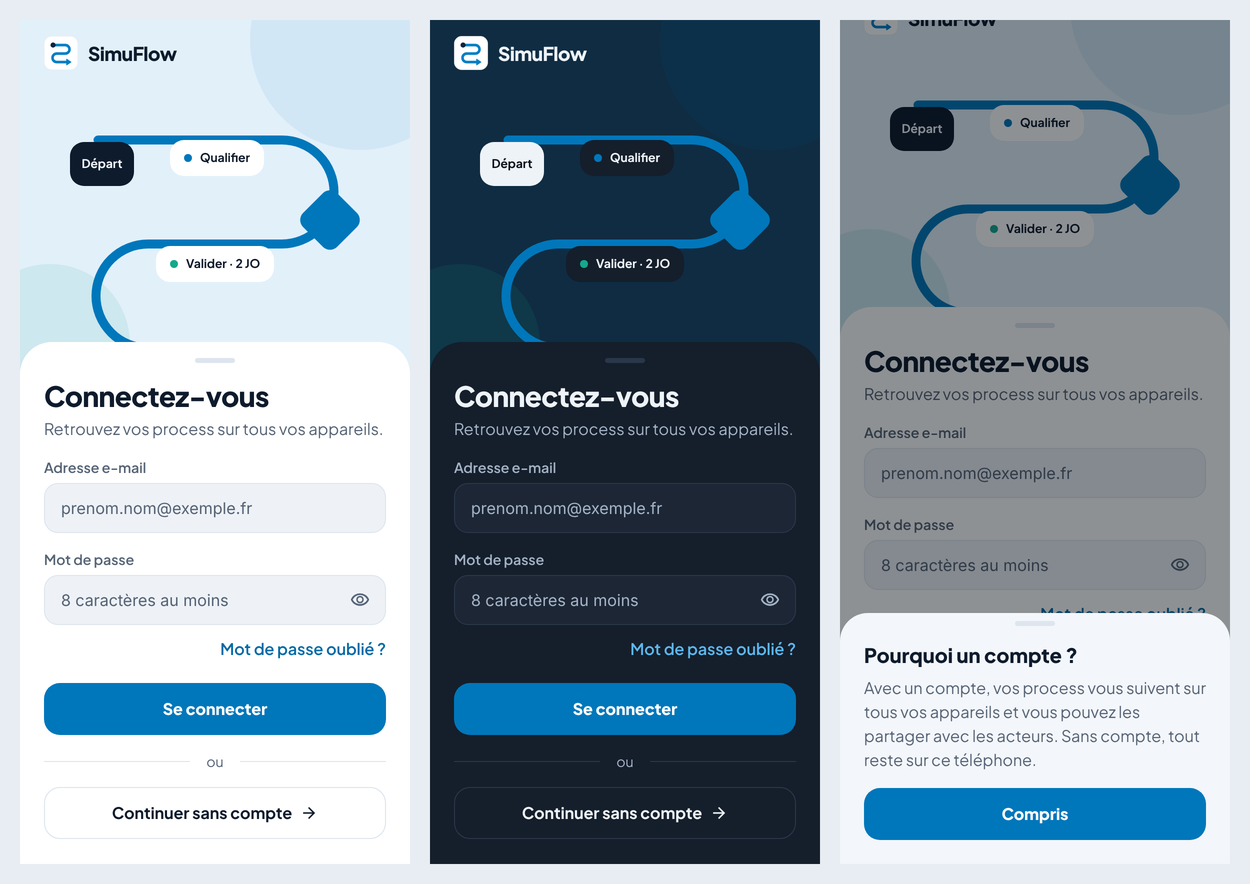 SimuFlow
Départ
Qualifier
Valider · 2 JO
Connectez-vous
Retrouvez vos process sur tous vos appareils.
Adresse e-mail
prenom.nom@exemple.fr
Mot de passe
8 caractères au moins
Mot de passe oublié ?
Se connecter
ou
Continuer sans compte →
SimuFlow
Départ
Qualifier
Valider · 2 JO
Connectez-vous
Retrouvez vos process sur tous vos appareils.
Adresse e-mail
prenom.nom@exemple.fr
Mot de passe
8 caractères au moins
Mot de passe oublié ?
Se connecter
ou
Continuer sans compte →
SimuFlow
Départ
Qualifier
Valider · 2 JO
Connectez-vous
Retrouvez vos process sur tous vos appareils.
Adresse e-mail
prenom.nom@exemple.fr
Mot de passe
8 caractères au moins
Mot de passe oublié ?
Pourquoi un compte ?
Avec un compte, vos process vous suivent sur
tous vos appareils et vous pouvez les
partager avec les acteurs. Sans compte, tout
reste sur ce téléphone.
Compris